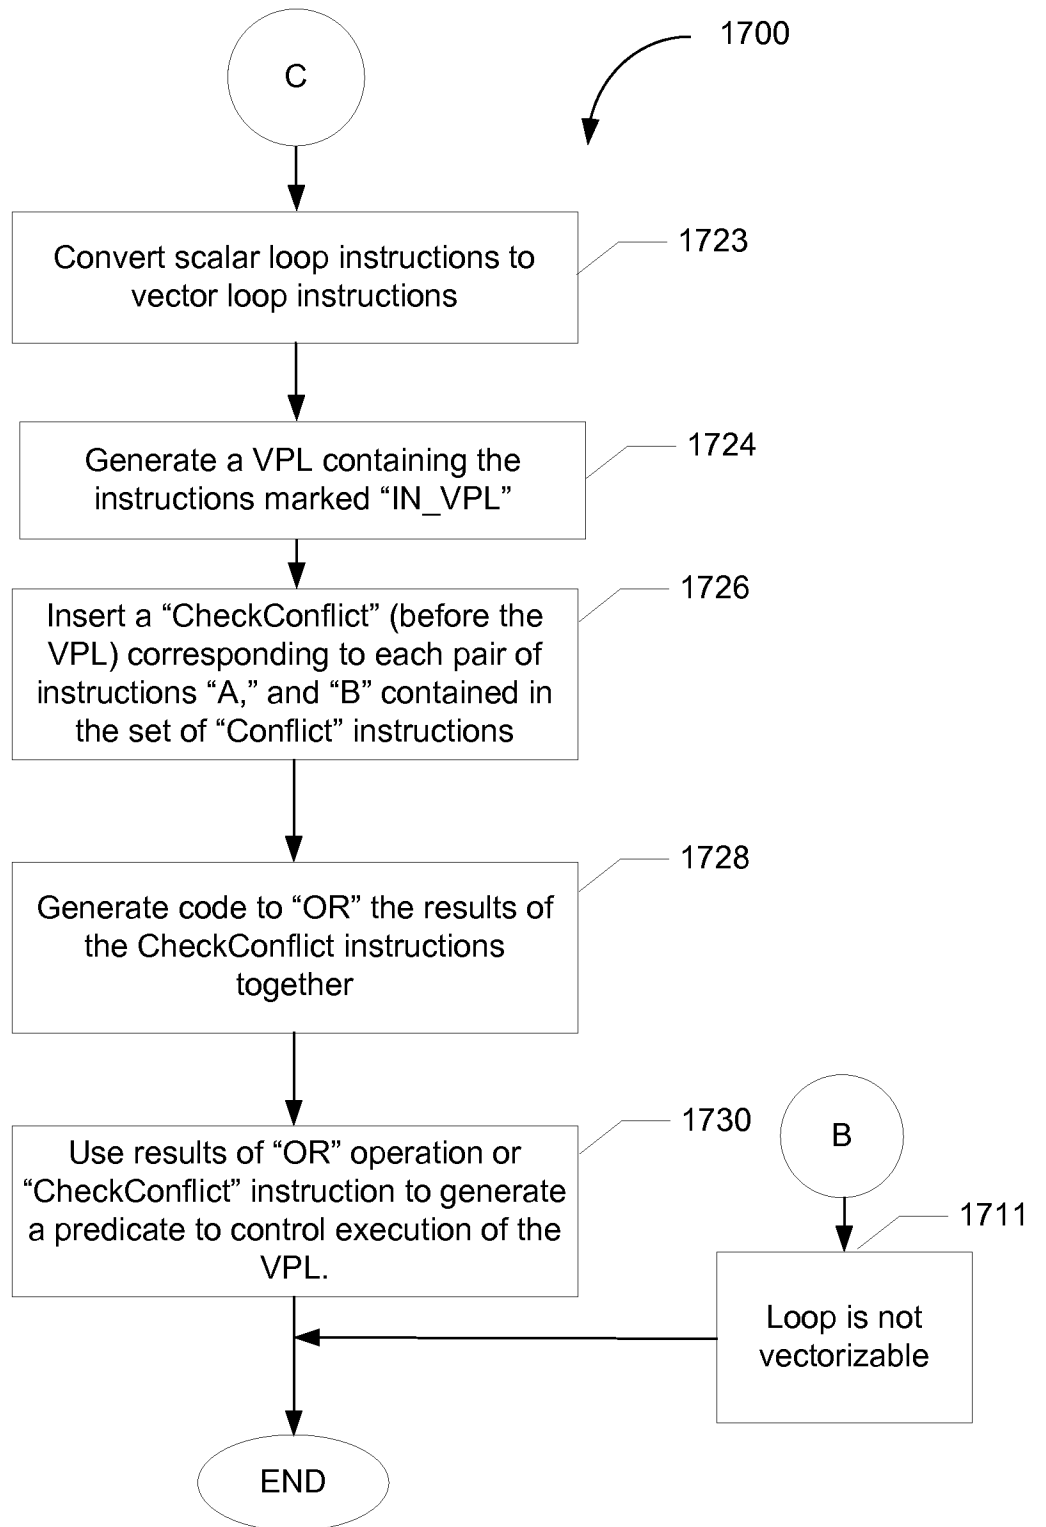 1700
C
Convert scalar loop instructions to
vector loop instructions
1723
Generate a VPL containing the
instructions marked “IN_VPL”
1724
Insert a “CheckConflict” (before the
VPL) corresponding to each pair of
instructions “A,” and “B” contained in
the set of “Conflict” instructions
1726
Generate code to “OR” the results of
the CheckConflict instructions
together
1728
Use results of “OR” operation or
“CheckConflict” instruction to generate
a predicate to control execution of the
VPL.
1730
B
1711
Loop is not
vectorizable
END